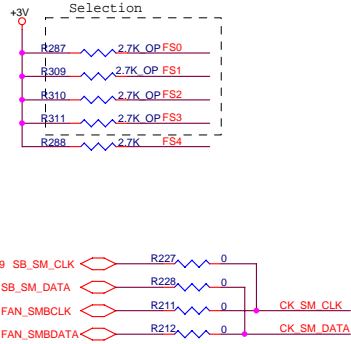 Selection
+3V
R287 2.7K_OP FS0
R309 2.7K_OP FS1
R310 2.7K_OP FS2
R311 2.7K_OP FS3
R288 2.7K FS4
9 SB_SM_CLK R227 0
SB_SM_DATA R228 0
FAN_SMBCLK R211 0 CK_SM_CLK
FAN_SMBDATA R212 0 CK_SM_DATA